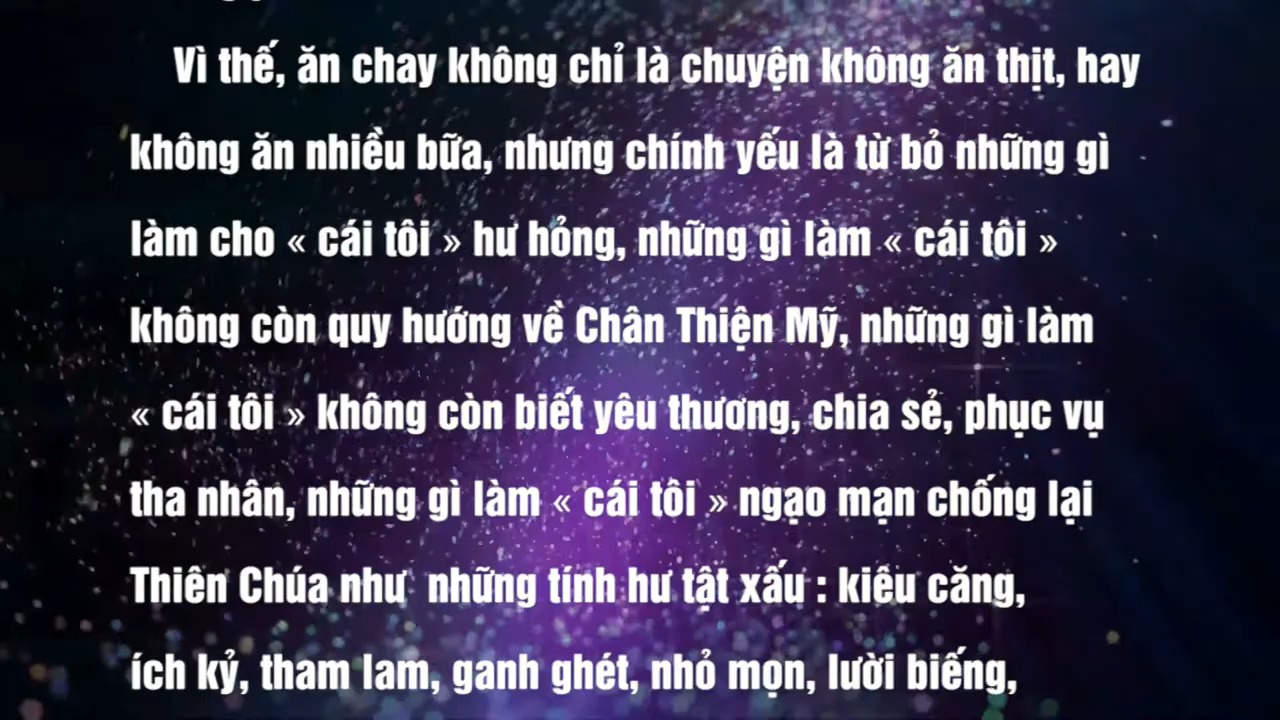 Vì thế, ăn chay không chỉ là chuyện không ăn thịt, hay
không ăn nhiều bữa, nhưng chính yếu là từ bỏ những gì
làm cho « cái tôi » hư hỏng, những gì làm « cái tôi »
không còn quy hướng về Chân Thiện Mỹ, những gì làm
« cái tôi » không còn biết yêu thương, chia sẻ, phục vụ
tha nhân, những gì làm « cái tôi » ngạo mạn chống lại
Thiên Chúa như  những tính hư tật xấu : kiêu căng,
ích kỷ, tham lam, ganh ghét, nhỏ mọn, lười biếng,